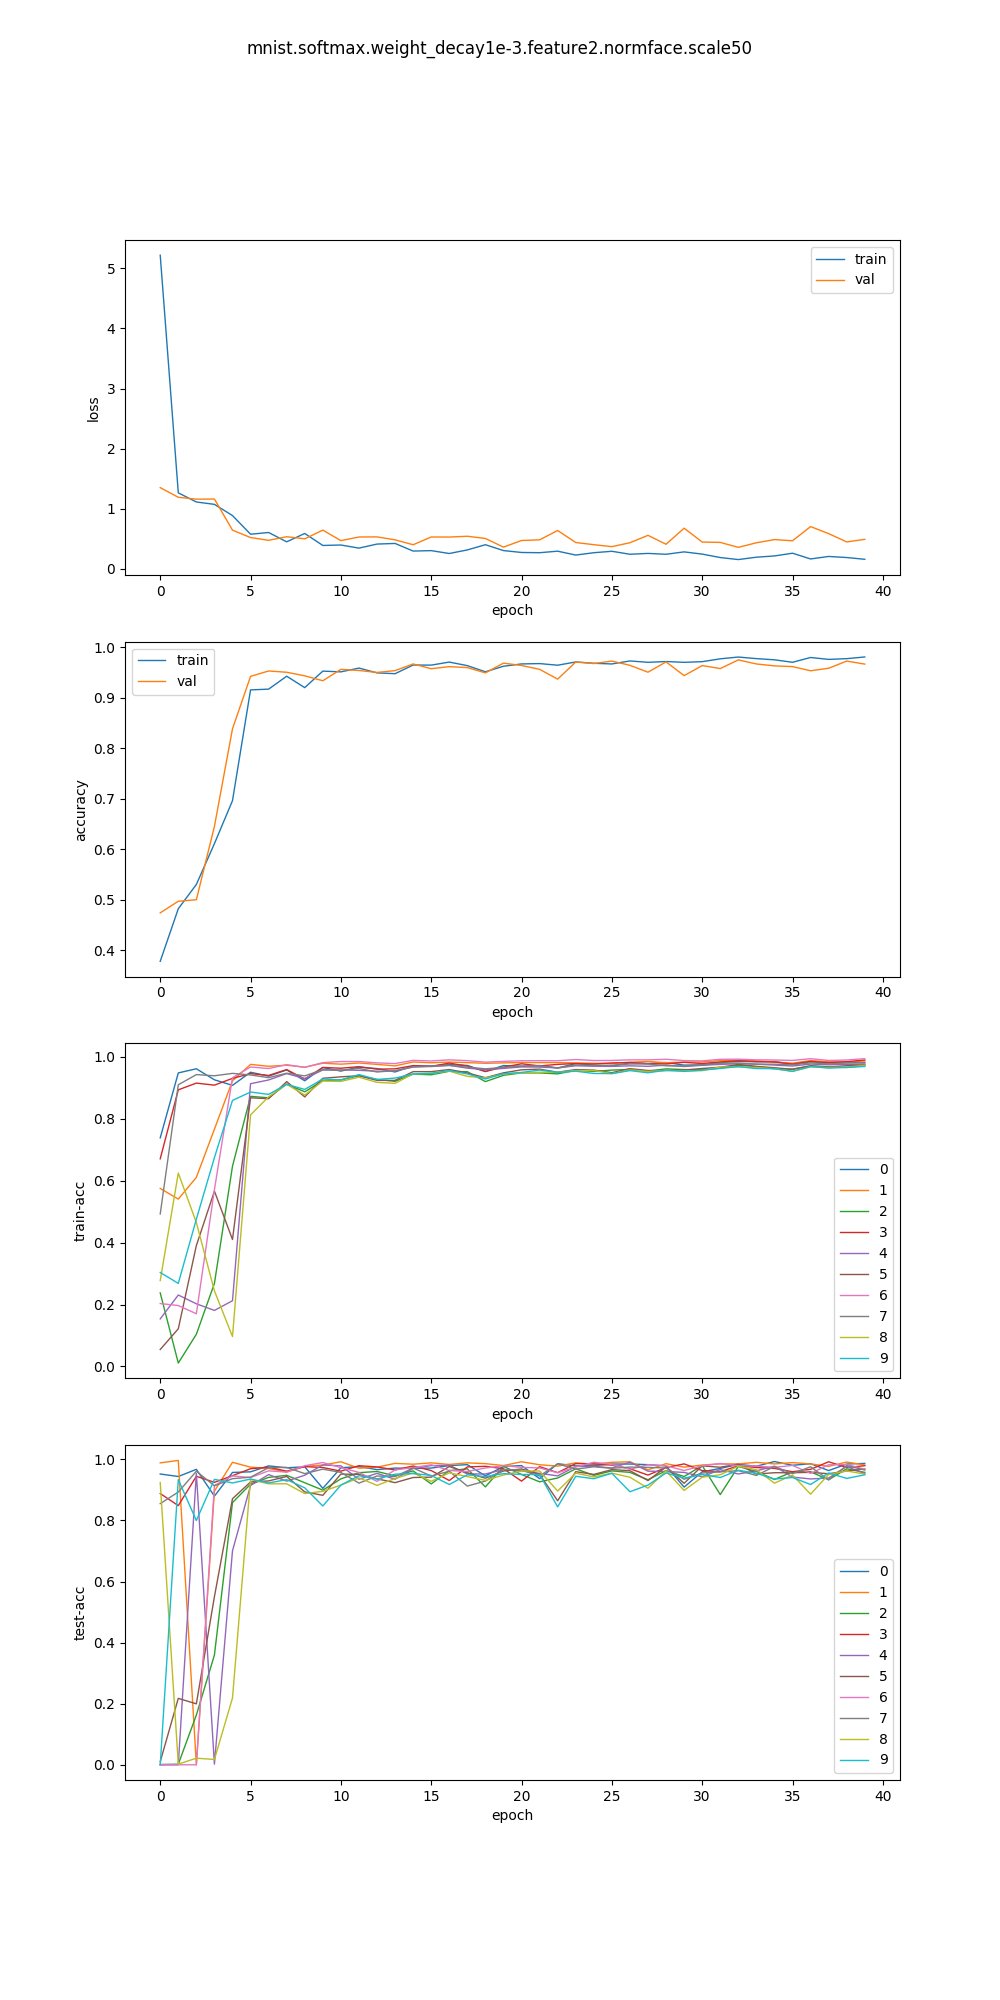 mnist.softmax.weight_decay1e-3.feature2.normface.scale50
train
val
5
4
3
2
1
0
loss
0 5 10 15 20 25 30 35 40
epoch
train
val
1.0
0.9
0.8
0.7
0.6
0.5
0.4
accuracy
0 5 10 15 20 25 30 35 40
epoch
1.0
0.8
0.6
0.4
0.2
0.0
train-acc
0
1
2
3
4
5
6
7
8
9
0 5 10 15 20 25 30 35 40
epoch
1.0
0.8
0.6
0.4
0.2
0.0
test-acc
0
1
2
3
4
5
6
7
8
9
0 5 10 15 20 25 30 35 40
epoch